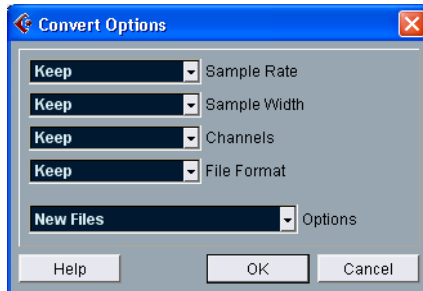 Convert Options
Keep Sample Rate
Keep Sample Width
Keep Channels
Keep File Format
New Files Options
Help OK Cancel